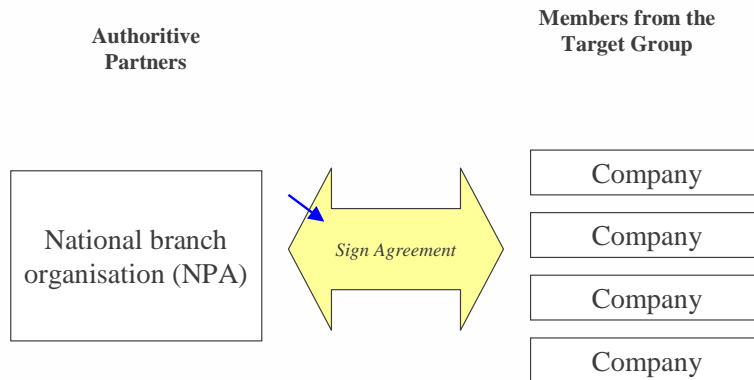 Authoritive
Partners
Members from the
Target Group
National branch
organisation (NPA)
Sign Agreement
Company
Company
Company
Company